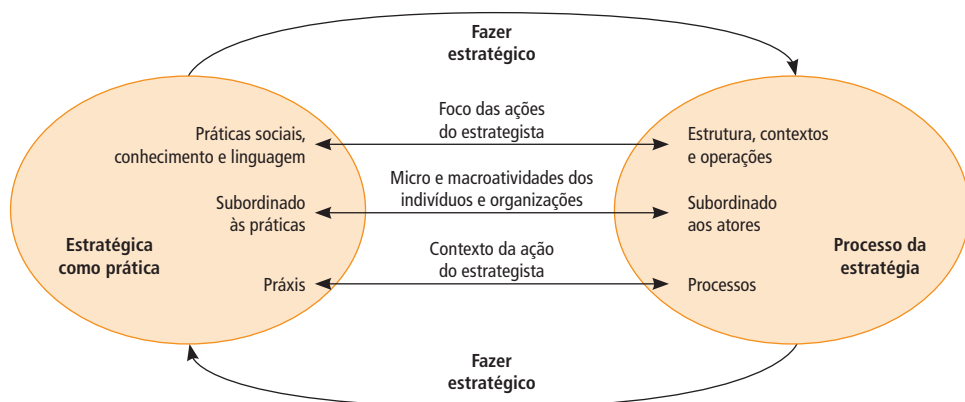 Fazer
estratégico
Foco das ações
do estrategista
Práticas sociais,
conhecimento e linguagem
Estrutura, contextos
e operações
Micro e macroatividades dos
indivíduos e organizações
Subordinado
às práticas
Subordinado
aos atores
Estratégica
como prática
Processo da
estratégia
Contexto da ação
do estrategista
Práxis
Processos
Fazer
estratégico